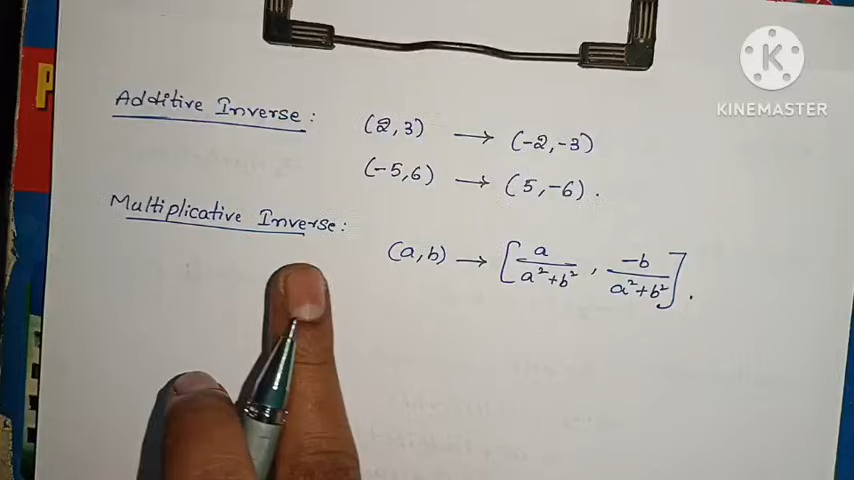 K
KINEMASTER
P
Additive Inverse : (2,3) → (-2,-3)
(-5,6) → (5,-6).
Multiplicative Inverse :
(a,b) → [a/(a²+b²), -b/(a²+b²)].